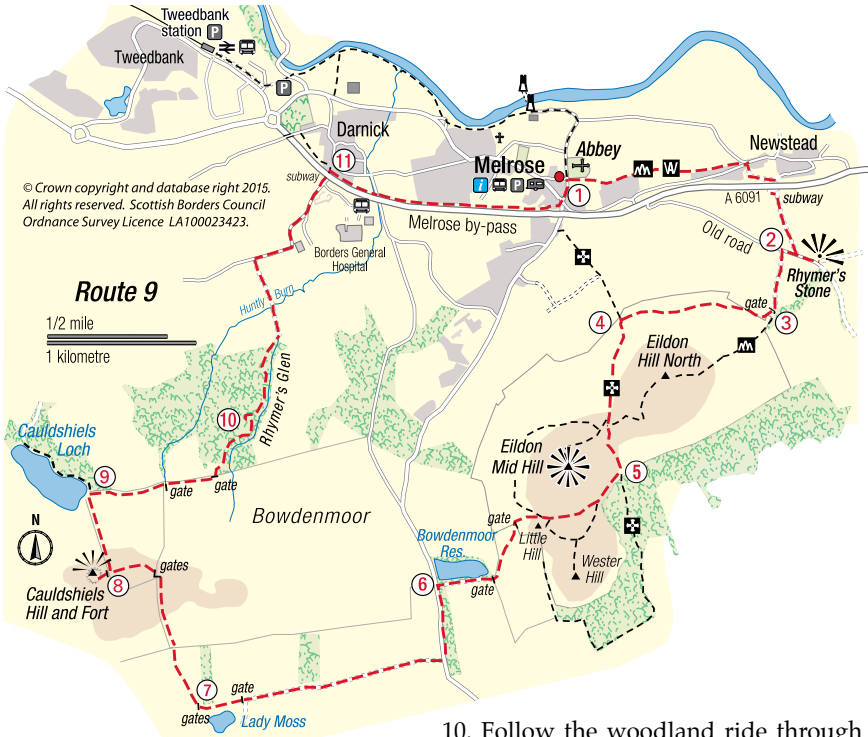 Tweedbank
station P
Tweedbank
P
Darnick
11
subway
© Crown copyright and database right 2015.
All rights reserved. Scottish Borders Council
Ordnance Survey Licence LA100023423.
Melrose
i
P
Abbey
1
W
Newstead
A 6091
subway
Melrose by-pass
Old road
2
Rhymer's
Stone
Borders General
Hospital
Route 9
1/2 mile
1 kilometre
Huntly Burn
gate
3
4
Eildon
Hill North
Rhymer's Glen
10
Eildon
Mid Hill
5
Cauldshiels
Loch
9
gate
gate
Bowdenmoor
gate
N
Bowdenmoor
Res.
Little
Hill
Wester
Hill
gates
8
Cauldshiels
Hill and Fort
6
gate
7
gate
gates
Lady Moss
10. Follow the woodland ride through